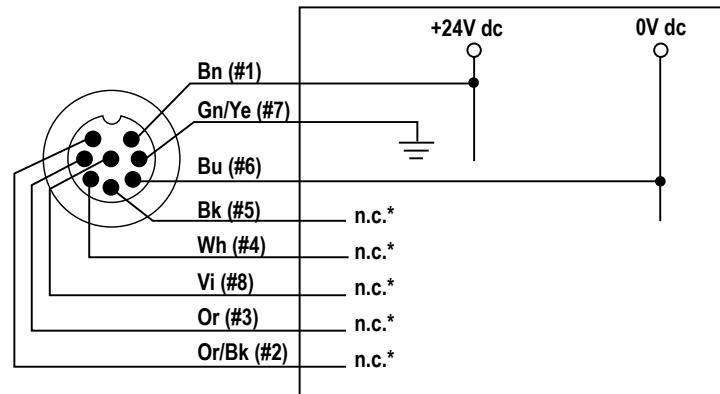 +24V dc 0V dc
Bn (#1)
Gn/Ye (#7)
Bu (#6)
Bk (#5) n.c.*
Wh (#4) n.c.*
Vi (#8) n.c.*
Or (#3) n.c.*
Or/Bk (#2) n.c.*